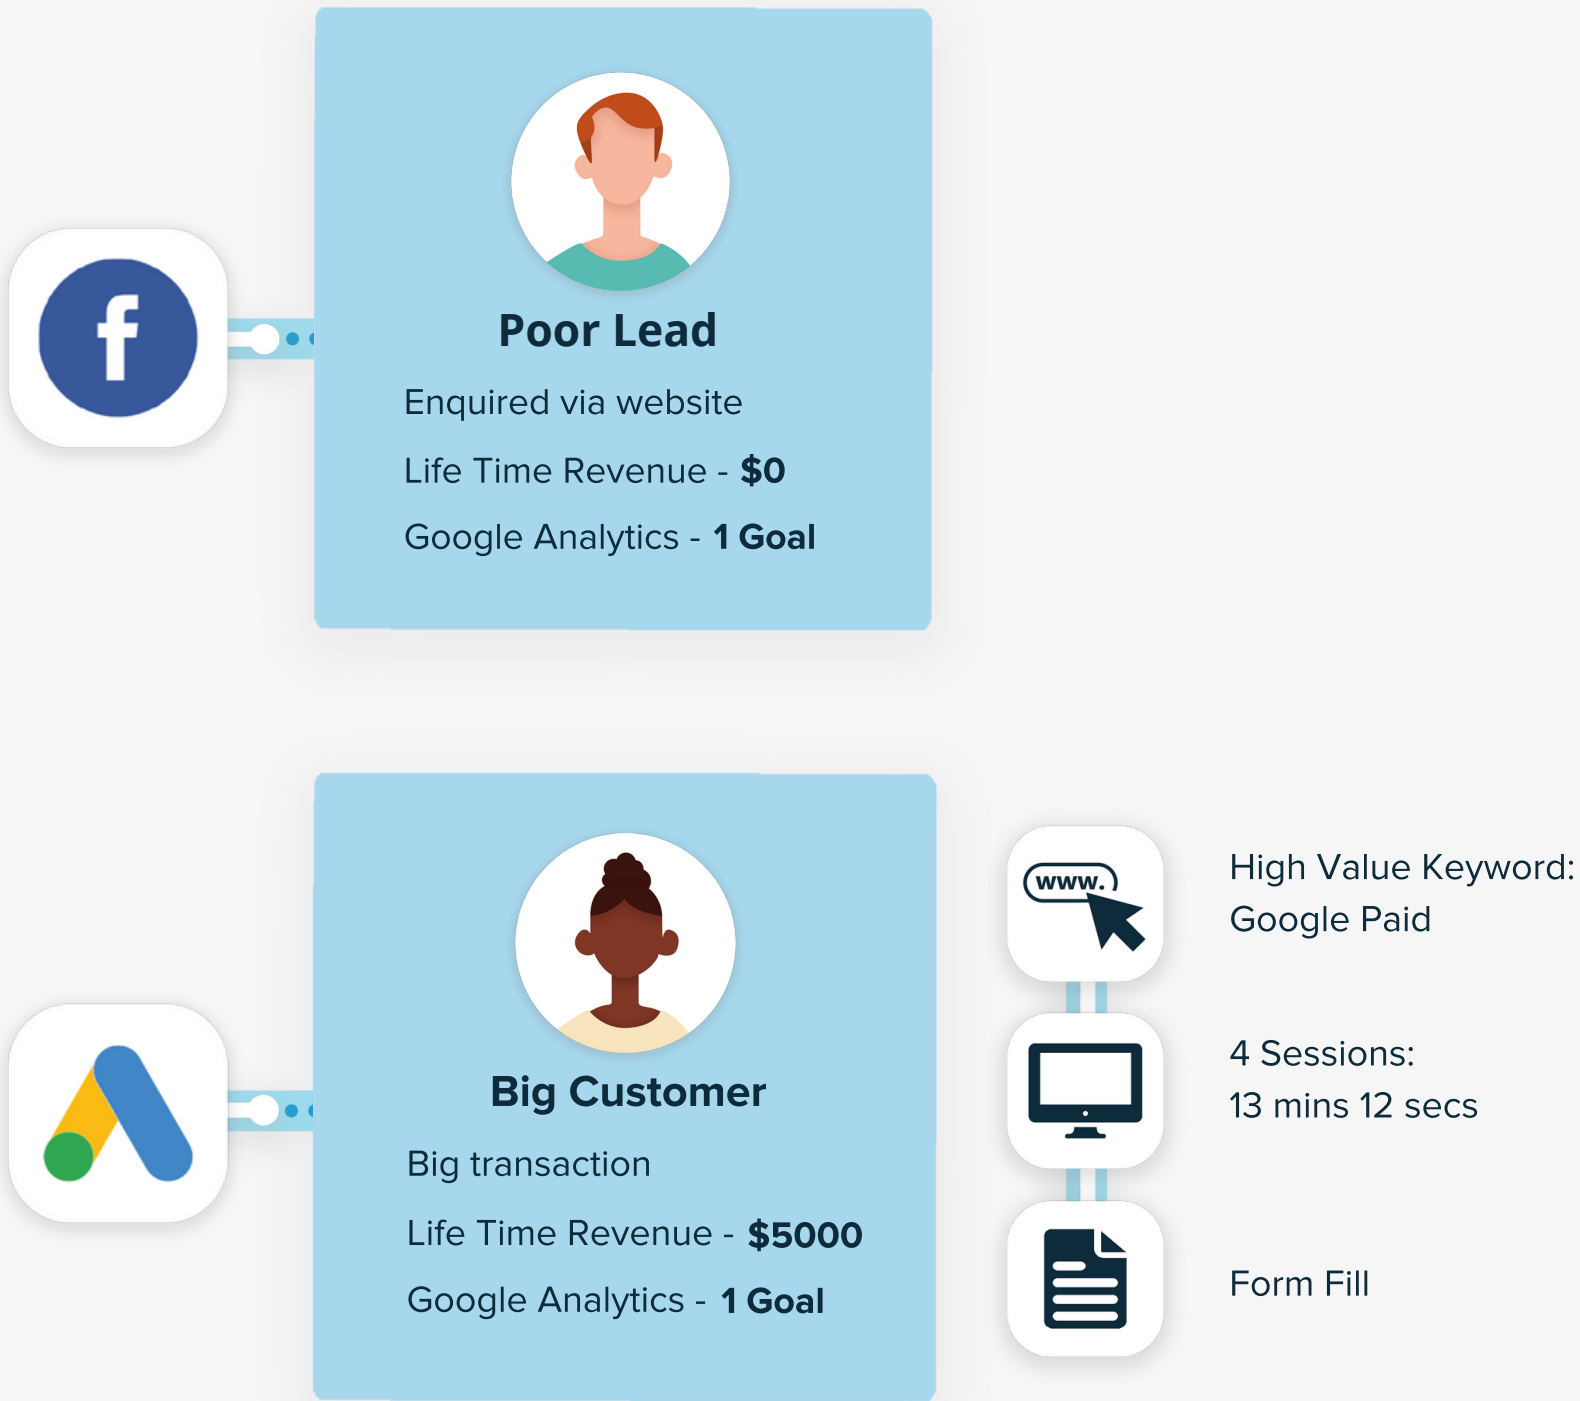 f
Poor Lead
Enquired via website
Life Time Revenue - $0
Google Analytics - 1 Goal
Big Customer
Big transaction
Life Time Revenue - $5000
Google Analytics - 1 Goal
www.
High Value Keyword:
Google Paid
4 Sessions:
13 mins 12 secs
Form Fill